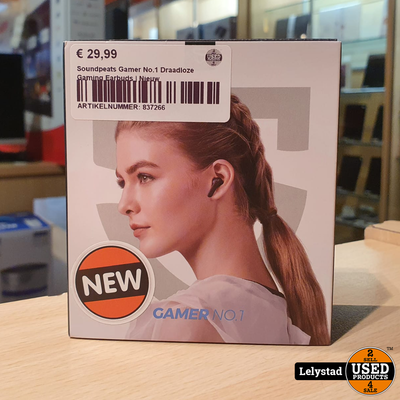 € 29,99
Soundpeats Gamer No.1 Draadloze
Gaming Earbuds | Nieuw
ARTIKELNUMMER: 837266
NEW
GAMER NO.1
Lelystad
2
SELL
USED
PRODUCTS
4
SALE
TM